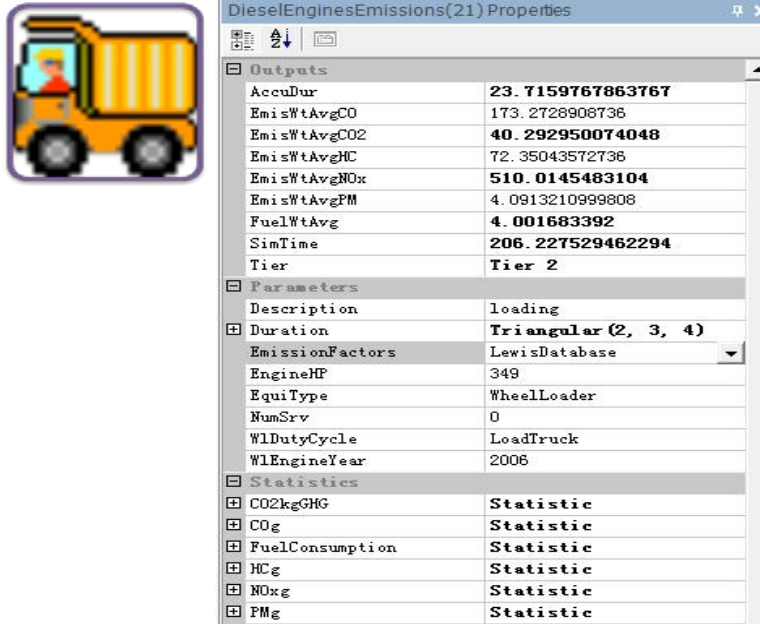 DieselEnginesEmissions(21) Properties
Outputs
AccuDur 23.7159767863767
EmisWtAvgCO 173.2728908736
EmisWtAvgCO2 40.292950074048
EmisWtAvgHC 72.35043572736
EmisWtAvgNOx 510.0145483104
EmisWtAvgPM 4.0913210999808
FuelWtAvg 4.001683392
SimTime 206.227529462294
Tier Tier 2
Parameters
Description loading
Duration Triangular(2, 3, 4)
EmissionFactors LewisDatabase
EngineHP 349
EquiType WheelLoader
NumSrv 0
WlDutyCycle LoadTruck
WlEngineYear 2006
Statistics
CO2kgGHG Statistic
COg Statistic
FuelConsumption Statistic
HCg Statistic
NOxg Statistic
PMg Statistic